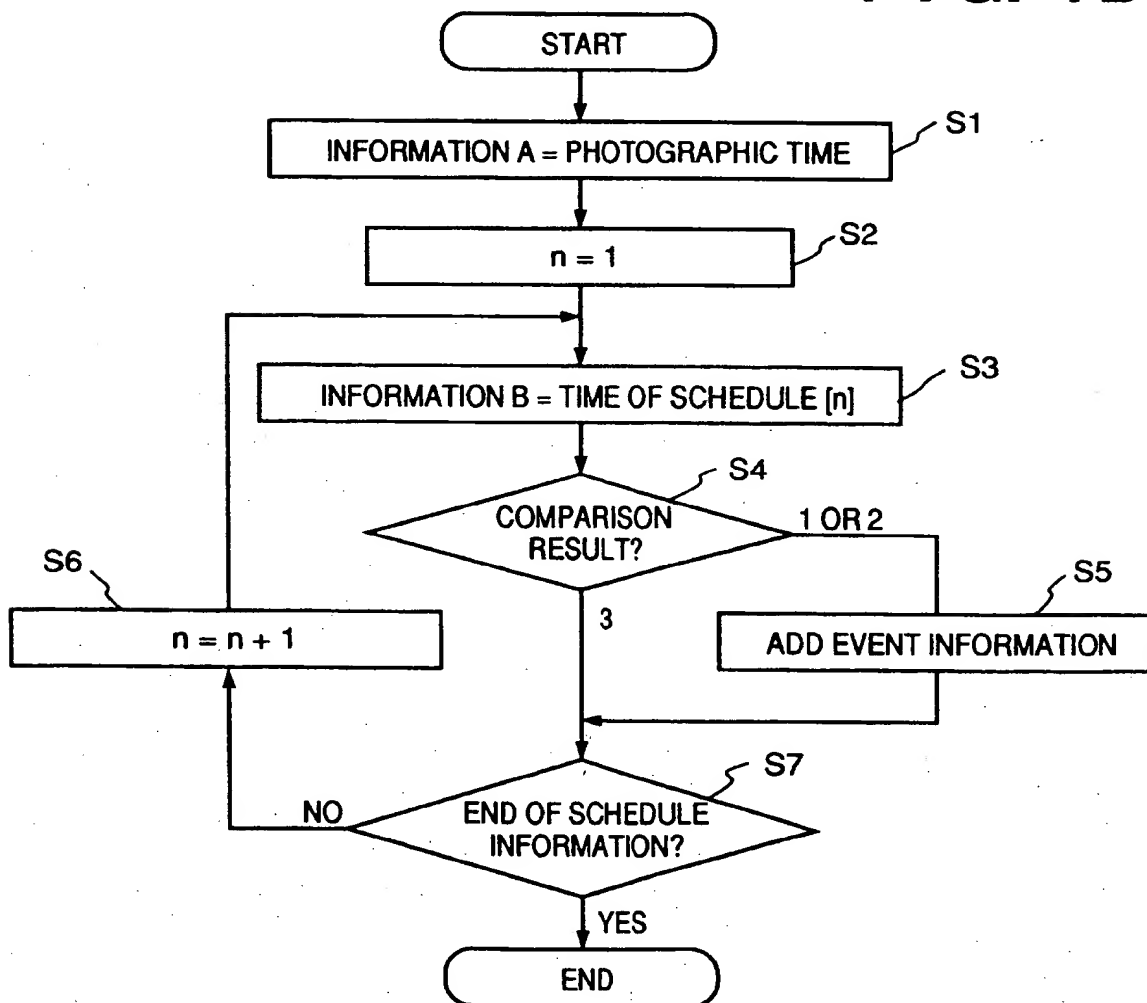 START
S1
INFORMATION A = PHOTOGRAPHIC TIME
S2
n = 1
S3
INFORMATION B = TIME OF SCHEDULE [n]
S4
COMPARISON
RESULT?
1 OR 2
S6
S5
3
n = n + 1
ADD EVENT INFORMATION
S7
NO
END OF SCHEDULE
INFORMATION?
YES
END